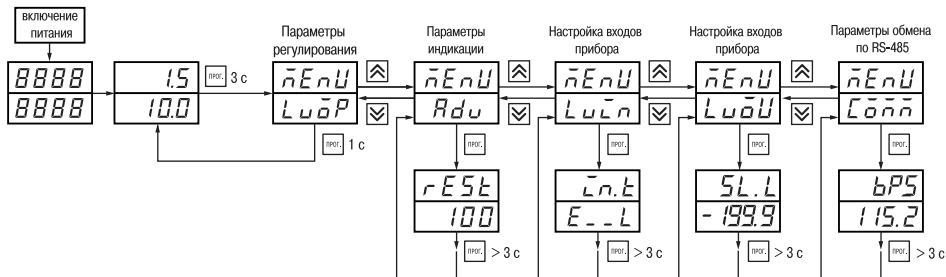 включение
питания
8888
8888
1.5
10.0
ПРОГ. 3 с
Параметры
регулирования
Параметры
индикации
Настройка входов
прибора
Настройка входов
прибора
Параметры обмена
по RS-485
ñEnU
LuōP
ñEnU
Adu
ñEnU
Luīn
ñEnU
LuōU
ñEnU
Cōññ
ПРОГ. 1 с
ПРОГ.
ПРОГ.
ПРОГ.
ПРОГ.
rESt
100
īn.t
E__L
SL.L
-199.9
bPS
115.2
ПРОГ. > 3 с
ПРОГ. > 3 с
ПРОГ. > 3 с
ПРОГ. > 3 с